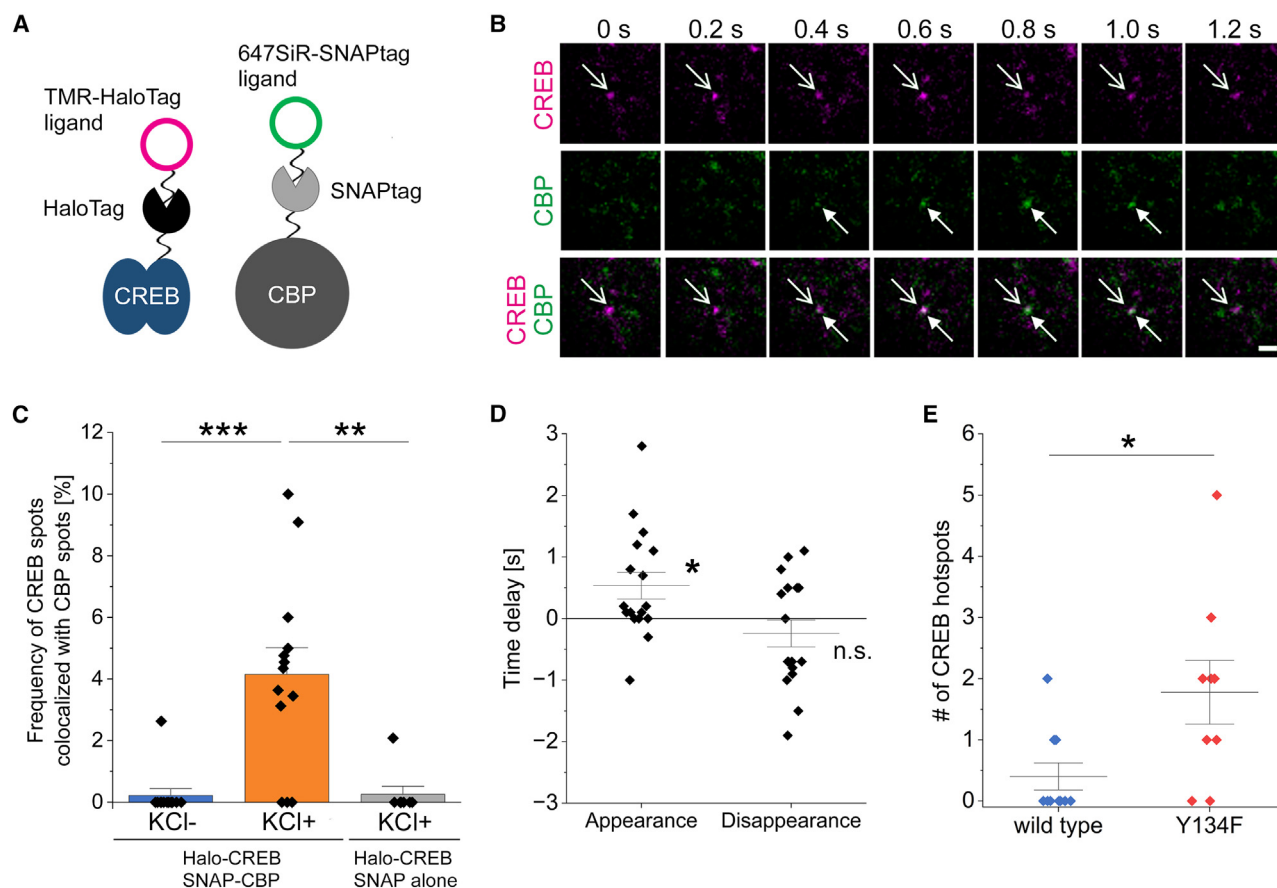 A
TMR-HaloTag
ligand
647SiR-SNAPtag
ligand
HaloTag
SNAPtag
CREB
CBP
B
0 s 0.2 s 0.4 s 0.6 s 0.8 s 1.0 s 1.2 s
CREB
CBP
CREB
CBP
C
Frequency of CREB spots
colocalized with CBP spots [%]
12
10
8
6
4
2
0
*** **
KCl- KCl+ KCl+
Halo-CREB
SNAP-CBP
Halo-CREB
SNAP alone
D
Time delay [s]
3
2
1
0
−1
−2
−3
*
n.s.
Appearance Disappearance
E
# of CREB hotspots
6
5
4
3
2
1
0
*
wild type Y134F